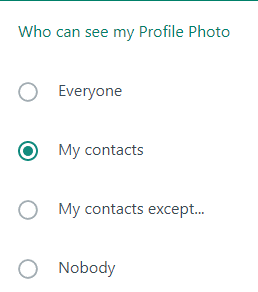 Who can see my Profile Photo
Everyone
My contacts
My contacts except...
Nobody